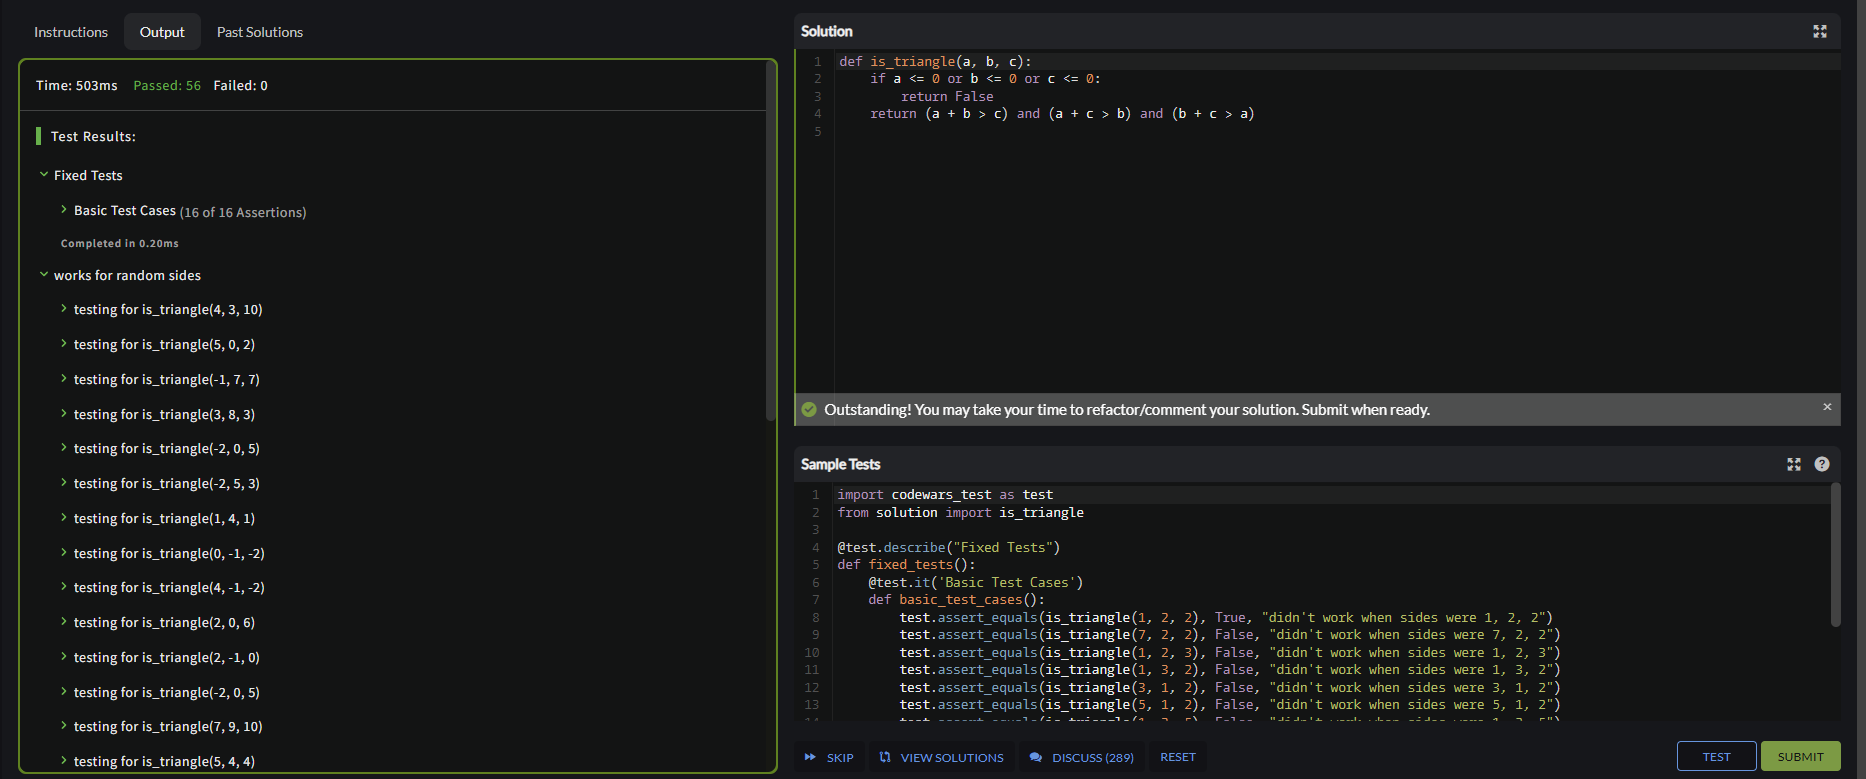 Instructions Output Past Solutions
Time: 503ms Passed: 56 Failed: 0
Test Results:
Fixed Tests
Basic Test Cases (16 of 16 Assertions)
Completed in 0.20ms
works for random sides
testing for is_triangle(4, 3, 10)
testing for is_triangle(5, 0, 2)
testing for is_triangle(-1, 7, 7)
testing for is_triangle(3, 8, 3)
testing for is_triangle(-2, 0, 5)
testing for is_triangle(-2, 5, 3)
testing for is_triangle(1, 4, 1)
testing for is_triangle(0, -1, -2)
testing for is_triangle(4, -1, -2)
testing for is_triangle(2, 0, 6)
testing for is_triangle(2, -1, 0)
testing for is_triangle(-2, 0, 5)
testing for is_triangle(7, 9, 10)
testing for is_triangle(5, 4, 4)
Solution
1 def is_triangle(a, b, c):
2     if a <= 0 or b <= 0 or c <= 0:
3         return False
4     return (a + b > c) and (a + c > b) and (b + c > a)
5
Outstanding! You may take your time to refactor/comment your solution. Submit when ready.
Sample Tests
1 import codewars_test as test
2 from solution import is_triangle
3
4 @test.describe("Fixed Tests")
5 def fixed_tests():
6     @test.it('Basic Test Cases')
7     def basic_test_cases():
8         test.assert_equals(is_triangle(1, 2, 2), True, "didn't work when sides were 1, 2, 2")
9         test.assert_equals(is_triangle(7, 2, 2), False, "didn't work when sides were 7, 2, 2")
10         test.assert_equals(is_triangle(1, 2, 3), False, "didn't work when sides were 1, 2, 3")
11         test.assert_equals(is_triangle(1, 3, 2), False, "didn't work when sides were 1, 3, 2")
12         test.assert_equals(is_triangle(3, 1, 2), False, "didn't work when sides were 3, 1, 2")
13         test.assert_equals(is_triangle(5, 1, 2), False, "didn't work when sides were 5, 1, 2")
SKIP VIEW SOLUTIONS DISCUSS (289) RESET TEST SUBMIT